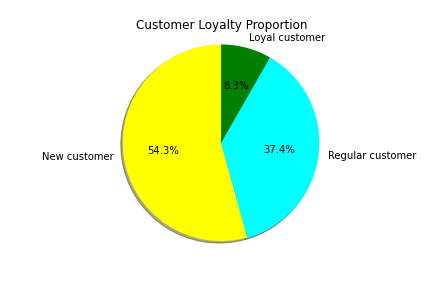 Customer Loyalty Proportion
Loyal customer
8.3%
54.3%
37.4%
New customer
Regular customer